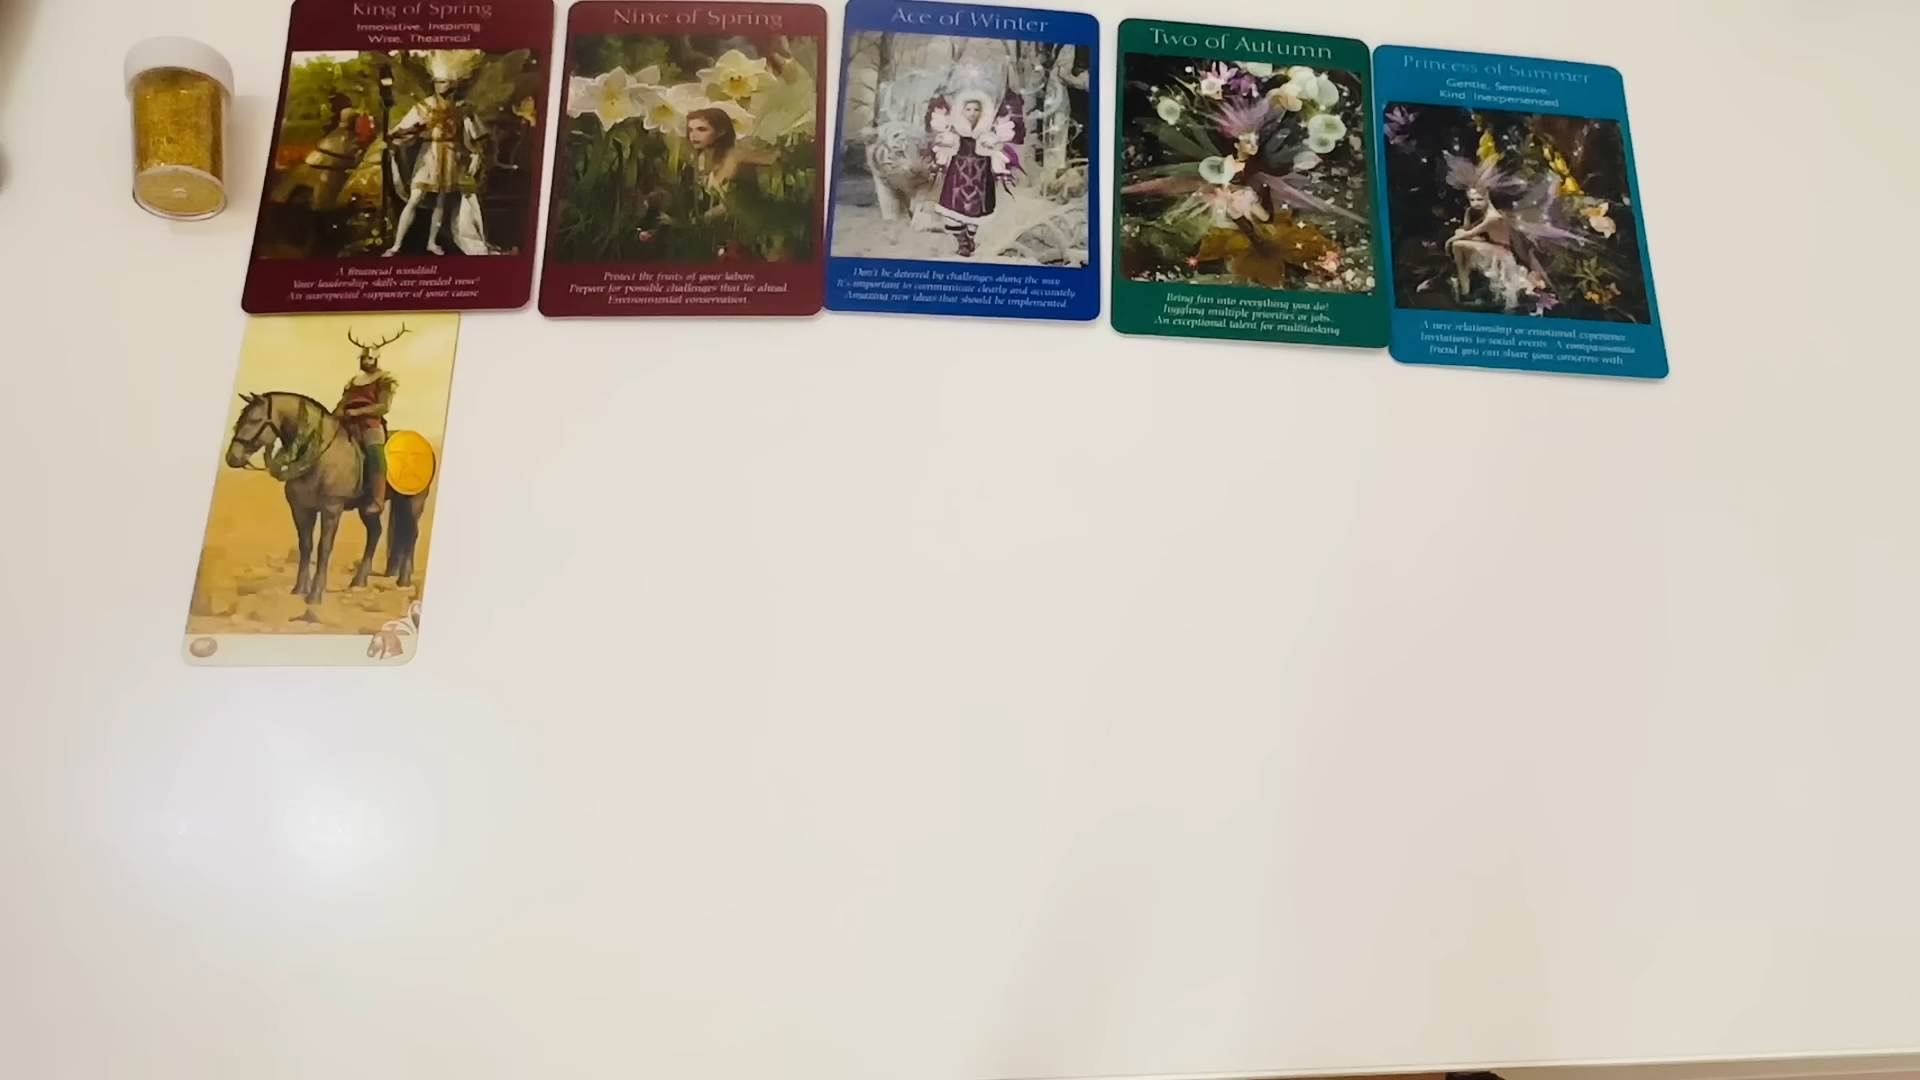 King of Spring
Innovative, Inspiring
Wise, Theatrical
A financial windfall
Your leadership skills are needed now!
An unexpected supporter of your cause
Nine of Spring
Protect the fruits of your labors
Prepare for possible challenges that lie ahead.
Environmental conservation.
Ace of Winter
Don't be deterred by challenges along the way
It's important to communicate clearly and accurately
Amazing new ideas that should be implemented
Two of Autumn
Bring fun into everything you do!
Juggling multiple priorities or jobs.
An exceptional talent for multitasking
Princess of Summer
Gentle, Sensitive,
Kind, Inexperienced
A new relationship or emotional experience
Invitations to social events. A compassionate
friend you can share your concerns with